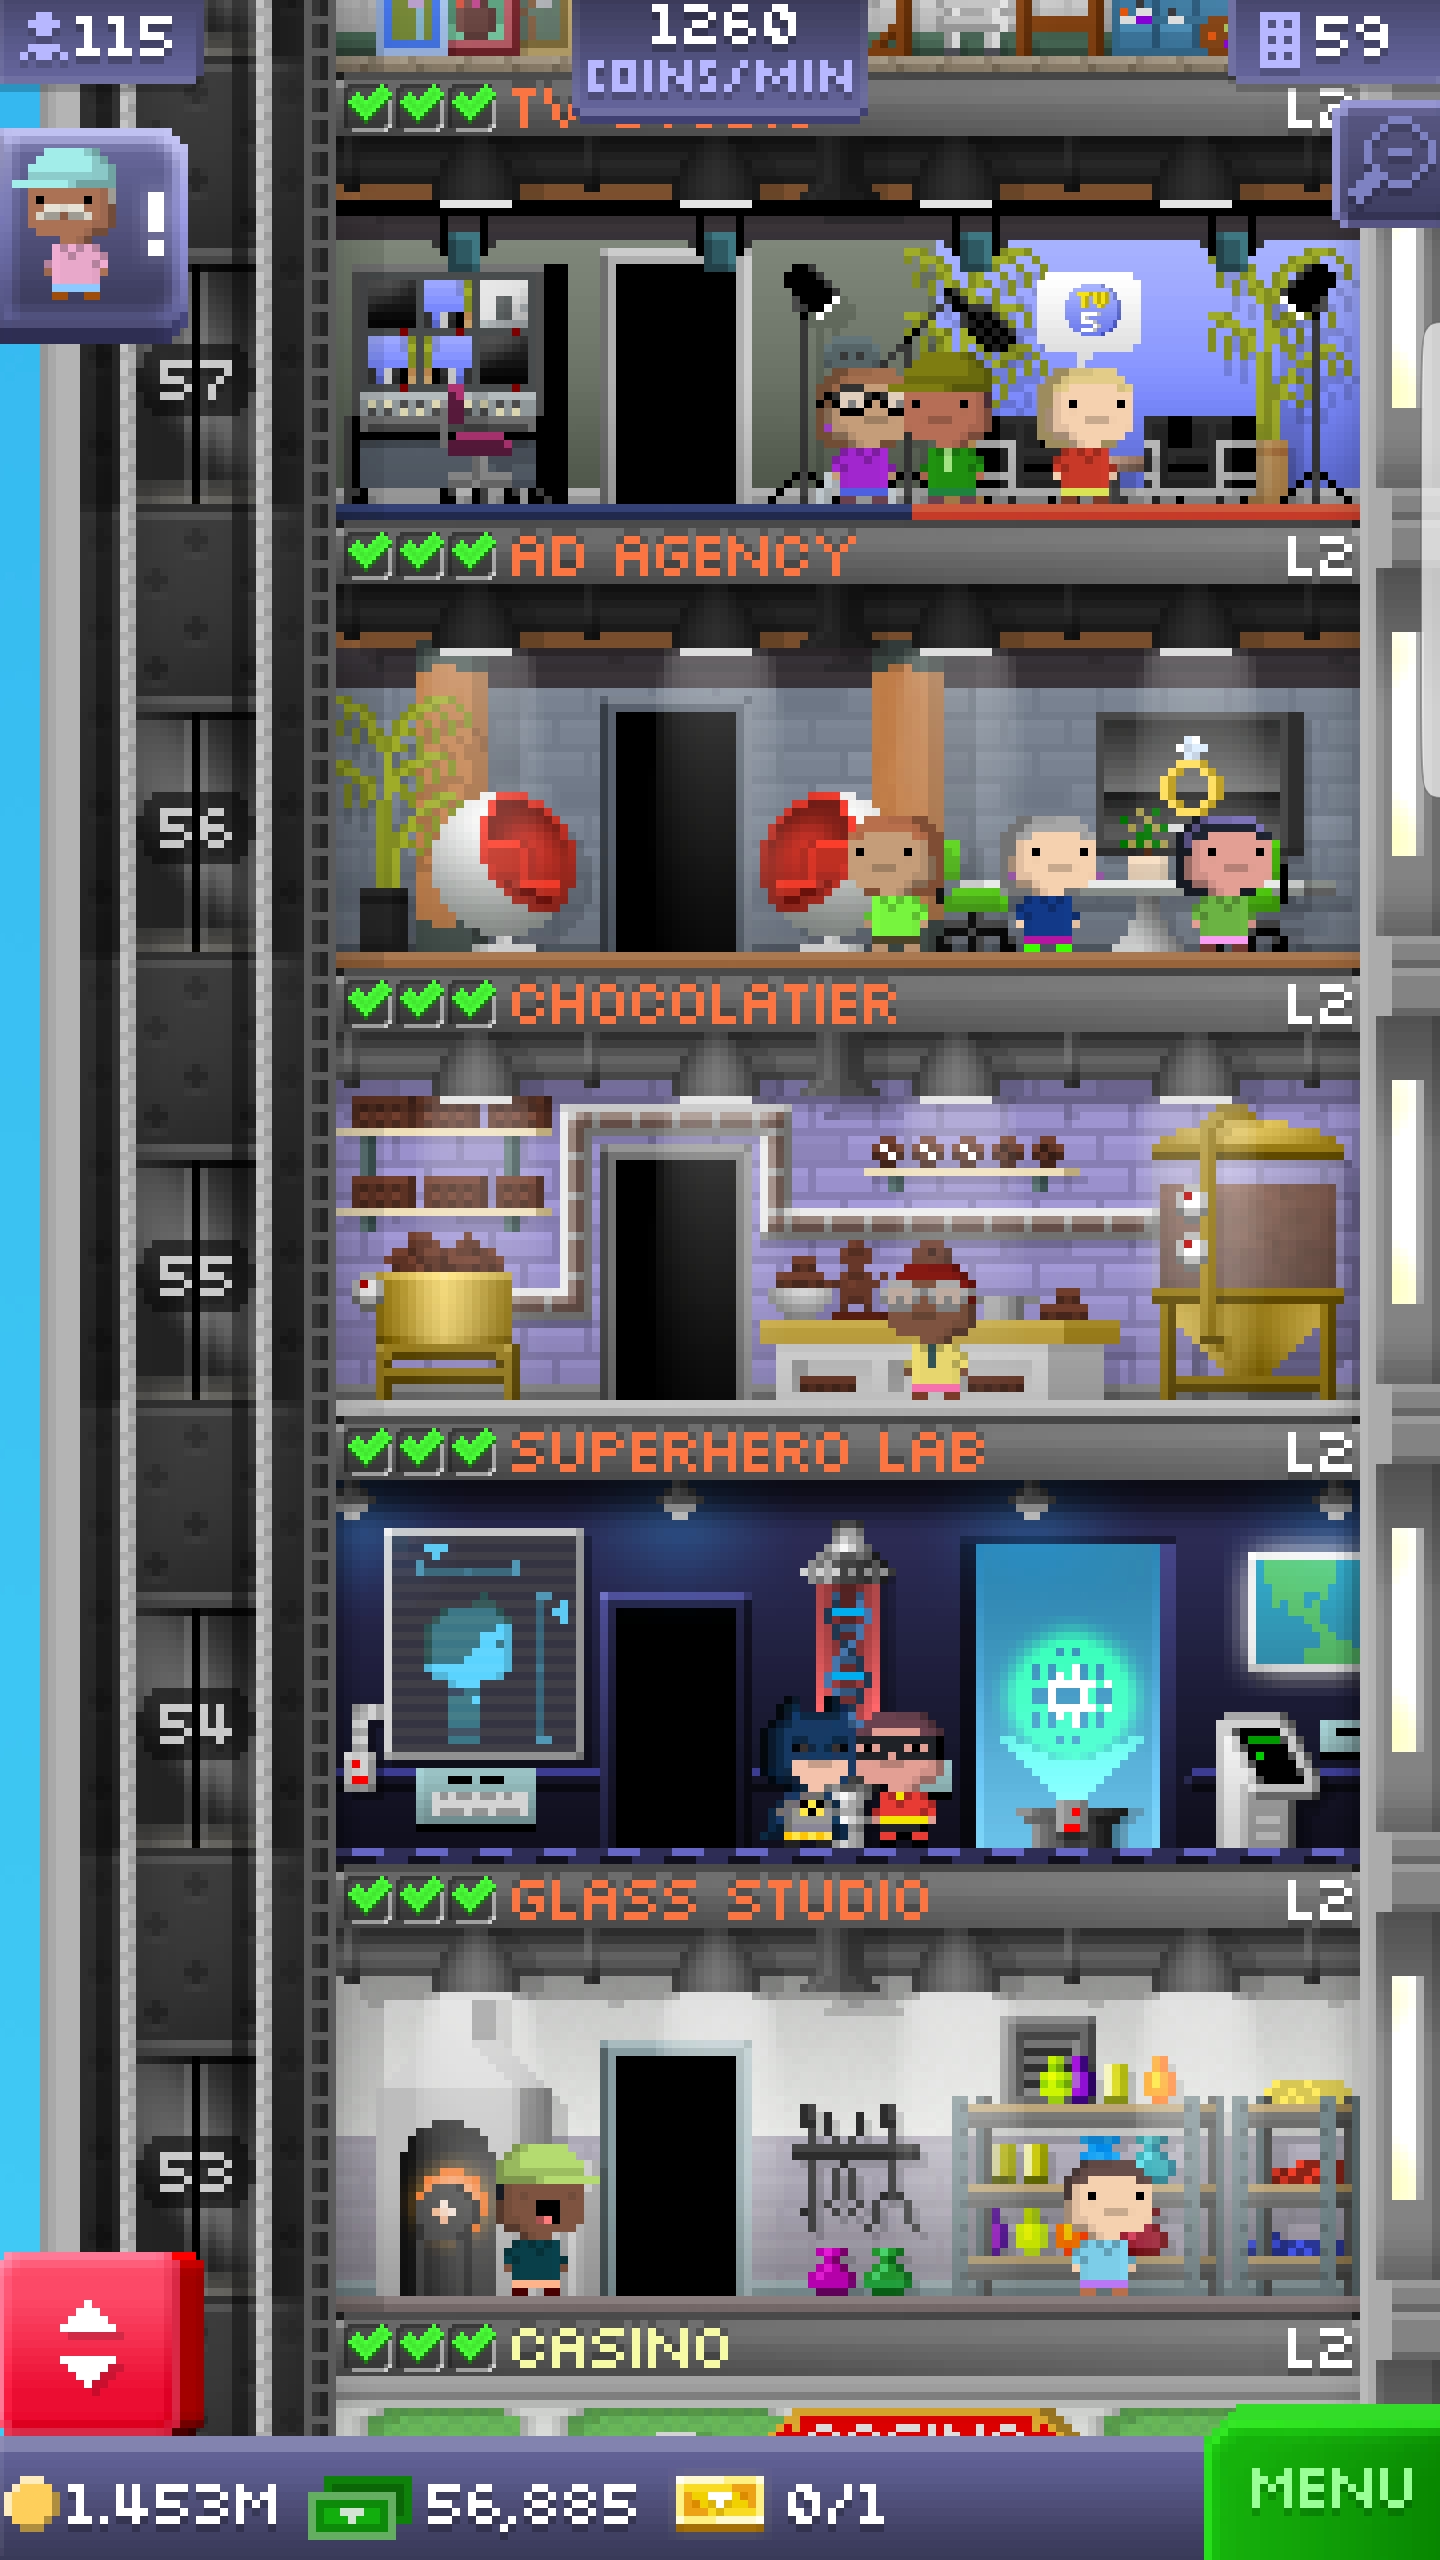 115
1260
COINS/MIN
59
TV
L2
!
TV
5
57
AD AGENCY
L2
56
CHOCOLATIER
L2
55
SUPERHERO LAB
L2
54
GLASS STUDIO
L2
53
CASINO
L2
1.453M
56,885
0/1
MENU